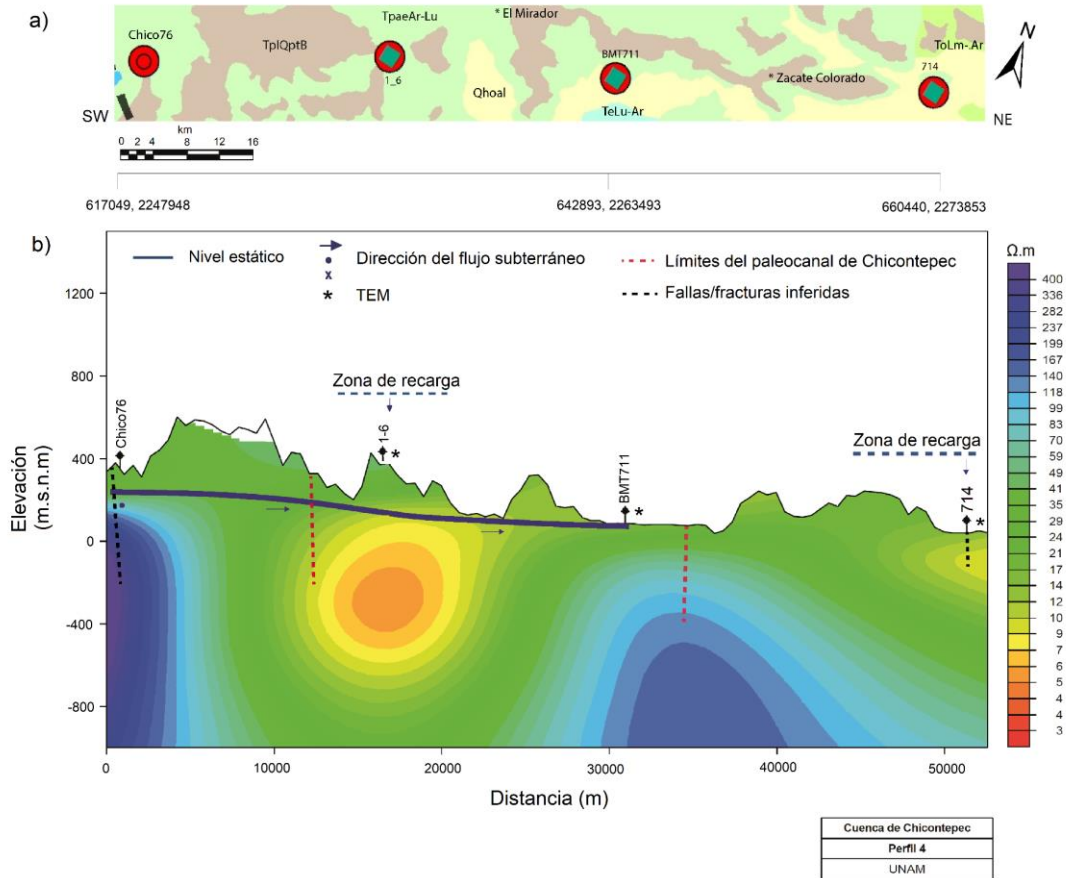 a)
Chico76
TplQptB
TpaeAr-Lu
* El Mirador
1_6
Qhoal
BMT711
TeLu-Ar
* Zacate Colorado
ToLm-.Ar
714
N
SW
NE
km
0 2 4 8 12 16
617049, 2247948
642893, 2263493
660440, 2273853
b)
Nivel estático
Dirección del flujo subterráneo
x
* TEM
Límites del paleocanal de Chicontepec
Fallas/fracturas inferidas
Zona de recarga
Zona de recarga
Chico76
1-6
*
BMT711
*
714
*
Elevación
(m.s.n.m)
1200
800
400
0
-400
-800
0 10000 20000 30000 40000 50000
Distancia (m)
Ω.m
400
336
282
237
199
167
140
118
99
83
70
59
49
41
35
29
24
21
17
14
12
10
9
7
6
5
4
4
3
Cuenca de Chicontepec
Perfil 4
UNAM